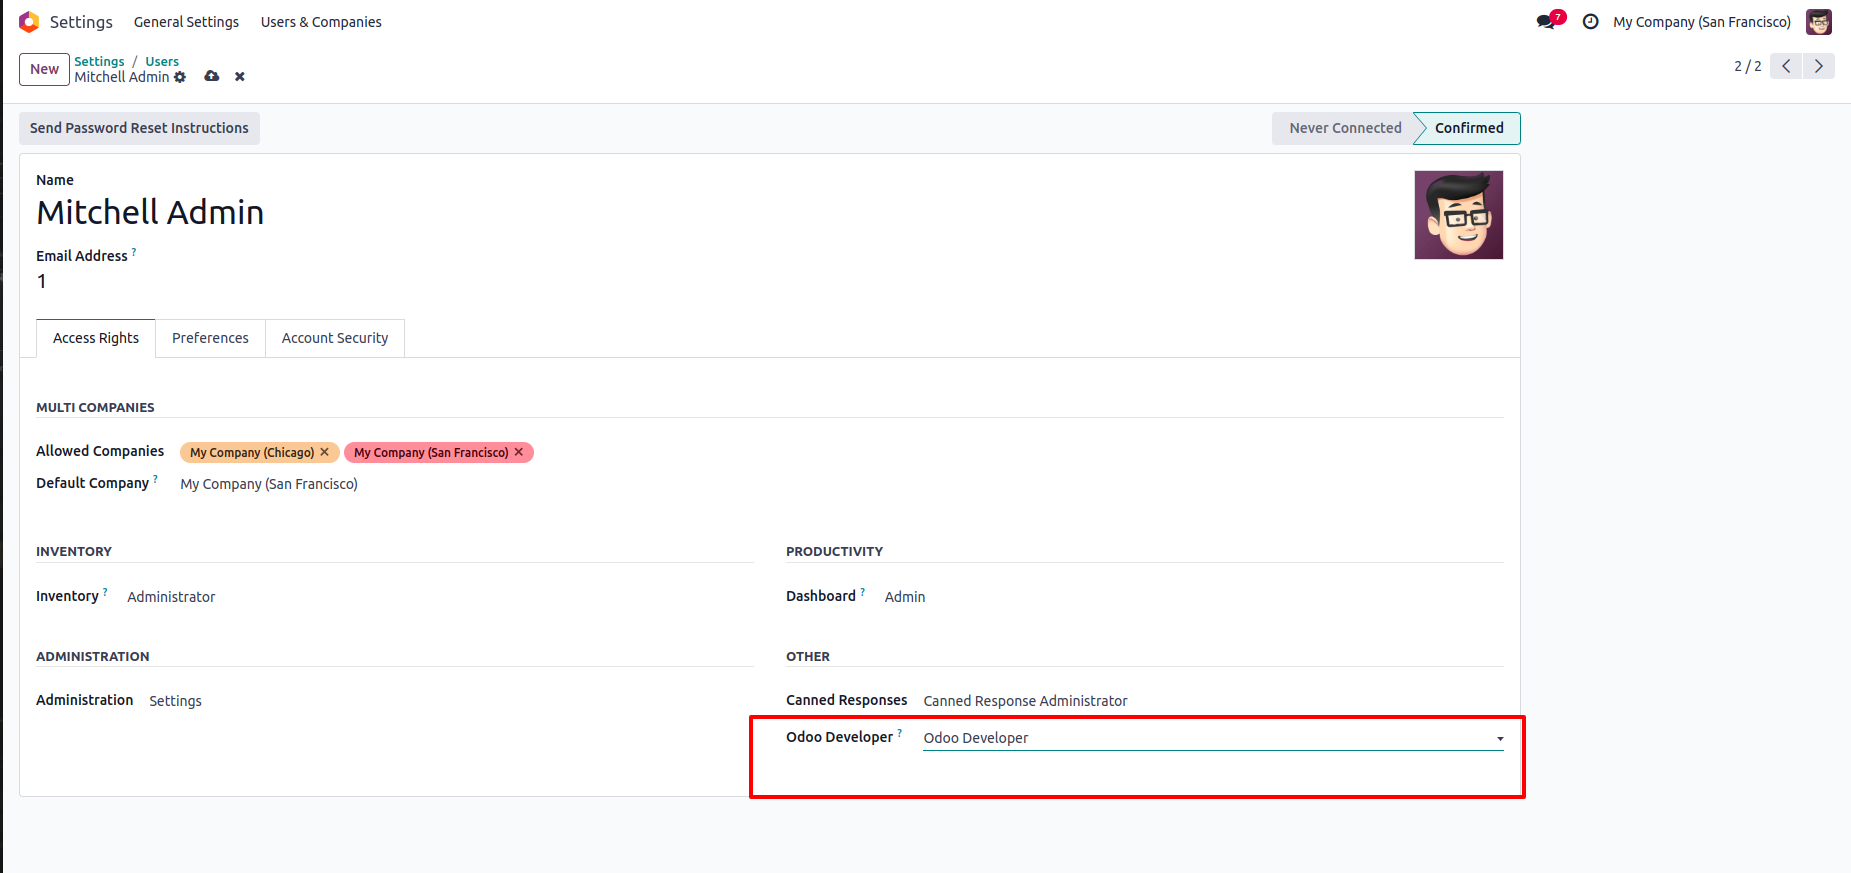 Settings General Settings Users & Companies 7 My Company (San Francisco)
New Settings / Users
Mitchell Admin 2 / 2
Send Password Reset Instructions Never Connected Confirmed
Name
Mitchell Admin
Email Address ?
1
Access Rights Preferences Account Security
MULTI COMPANIES
Allowed Companies My Company (Chicago) × My Company (San Francisco) ×
Default Company ? My Company (San Francisco)
INVENTORY PRODUCTIVITY
Inventory ? Administrator Dashboard ? Admin
ADMINISTRATION OTHER
Administration Settings Canned Responses Canned Response Administrator
Odoo Developer ? Odoo Developer